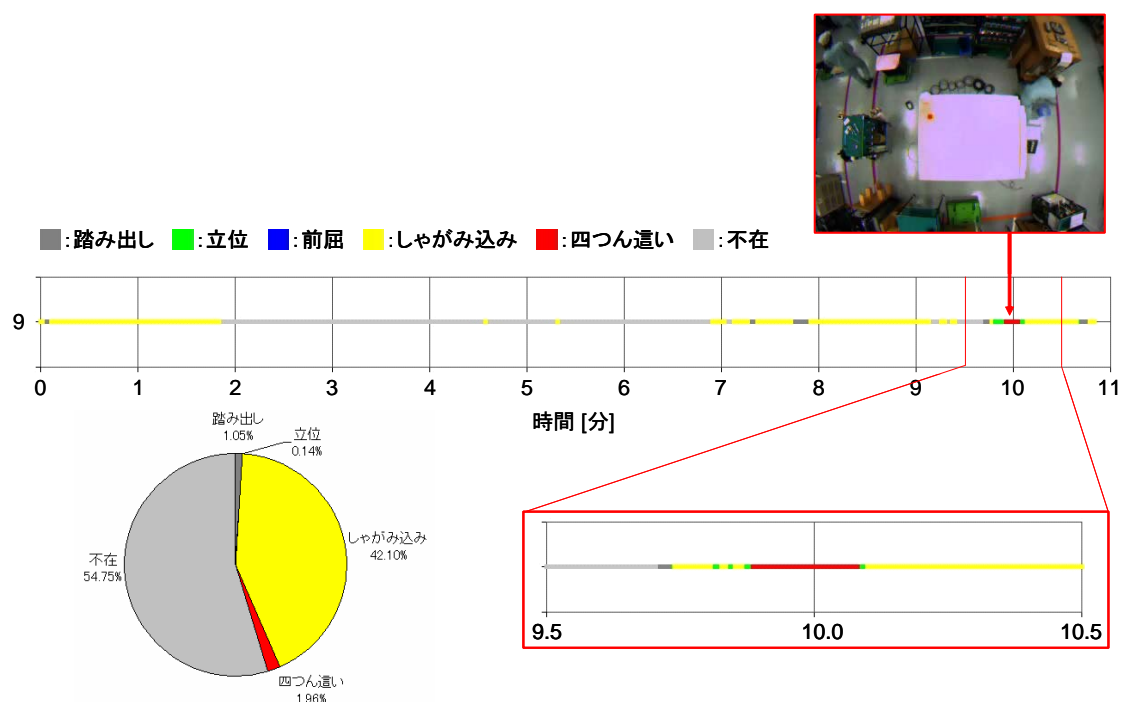 :踏み出し :立位 :前屈 :しゃがみ込み :四つん這い :不在
9
0 1 2 3 4 5 6 7 8 9 10 11
時間 [分]
踏み出し
1.05%
立位
0.14%
しゃがみ込み
42.10%
不在
54.75%
四つん這い
1.96%
9.5 10.0 10.5